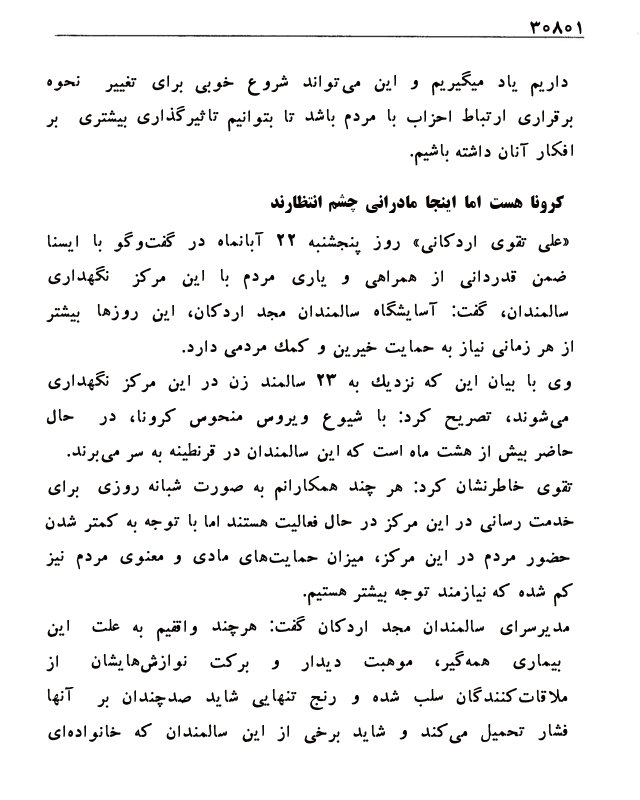 ۳۰۸۰۱
داریم یاد میگیریم و این می‌تواند شروع خوبی برای تغییر نحوه
برقراری ارتباط احزاب با مردم باشد تا بتوانیم تاثیرگذاری بیشتری بر
افکار آنان داشته باشیم.
کرونا هست اما اینجا مادرانی چشم انتظارند
«علی تقوی اردکانی» روز پنجشنبه ۲۲ آبانماه در گفت‌وگو با ایسنا
ضمن قدردانی از همراهی و یاری مردم با این مرکز نگهداری
سالمندان، گفت: آسایشگاه سالمندان مجد اردکان، این روزها بیشتر
از هر زمانی نیاز به حمایت خیرین و کمك مردمی دارد.
وی با بیان این که نزدیك به ۲۳ سالمند زن در این مرکز نگهداری
می‌شوند، تصریح کرد: با شیوع ویروس منحوس کرونا، در حال
حاضر بیش از هشت ماه است که این سالمندان در قرنطینه به سر می‌برند.
تقوی خاطرنشان کرد: هر چند همکارانم به صورت شبانه روزی برای
خدمت رسانی در این مرکز در حال فعالیت هستند اما با توجه به کمتر شدن
حضور مردم در این مرکز، میزان حمایت‌های مادی و معنوی مردم نیز
کم شده که نیازمند توجه بیشتر هستیم.
مدیرسرای سالمندان مجد اردکان گفت: هرچند واقفیم به علت این
بیماری همه‌گیر، موهبت دیدار و برکت نوازش‌هایشان از
ملاقات‌کنندگان سلب شده و رنج تنهایی شاید صدچندان بر آنها
فشار تحمیل می‌کند و شاید برخی از این سالمندان که خانواده‌ای